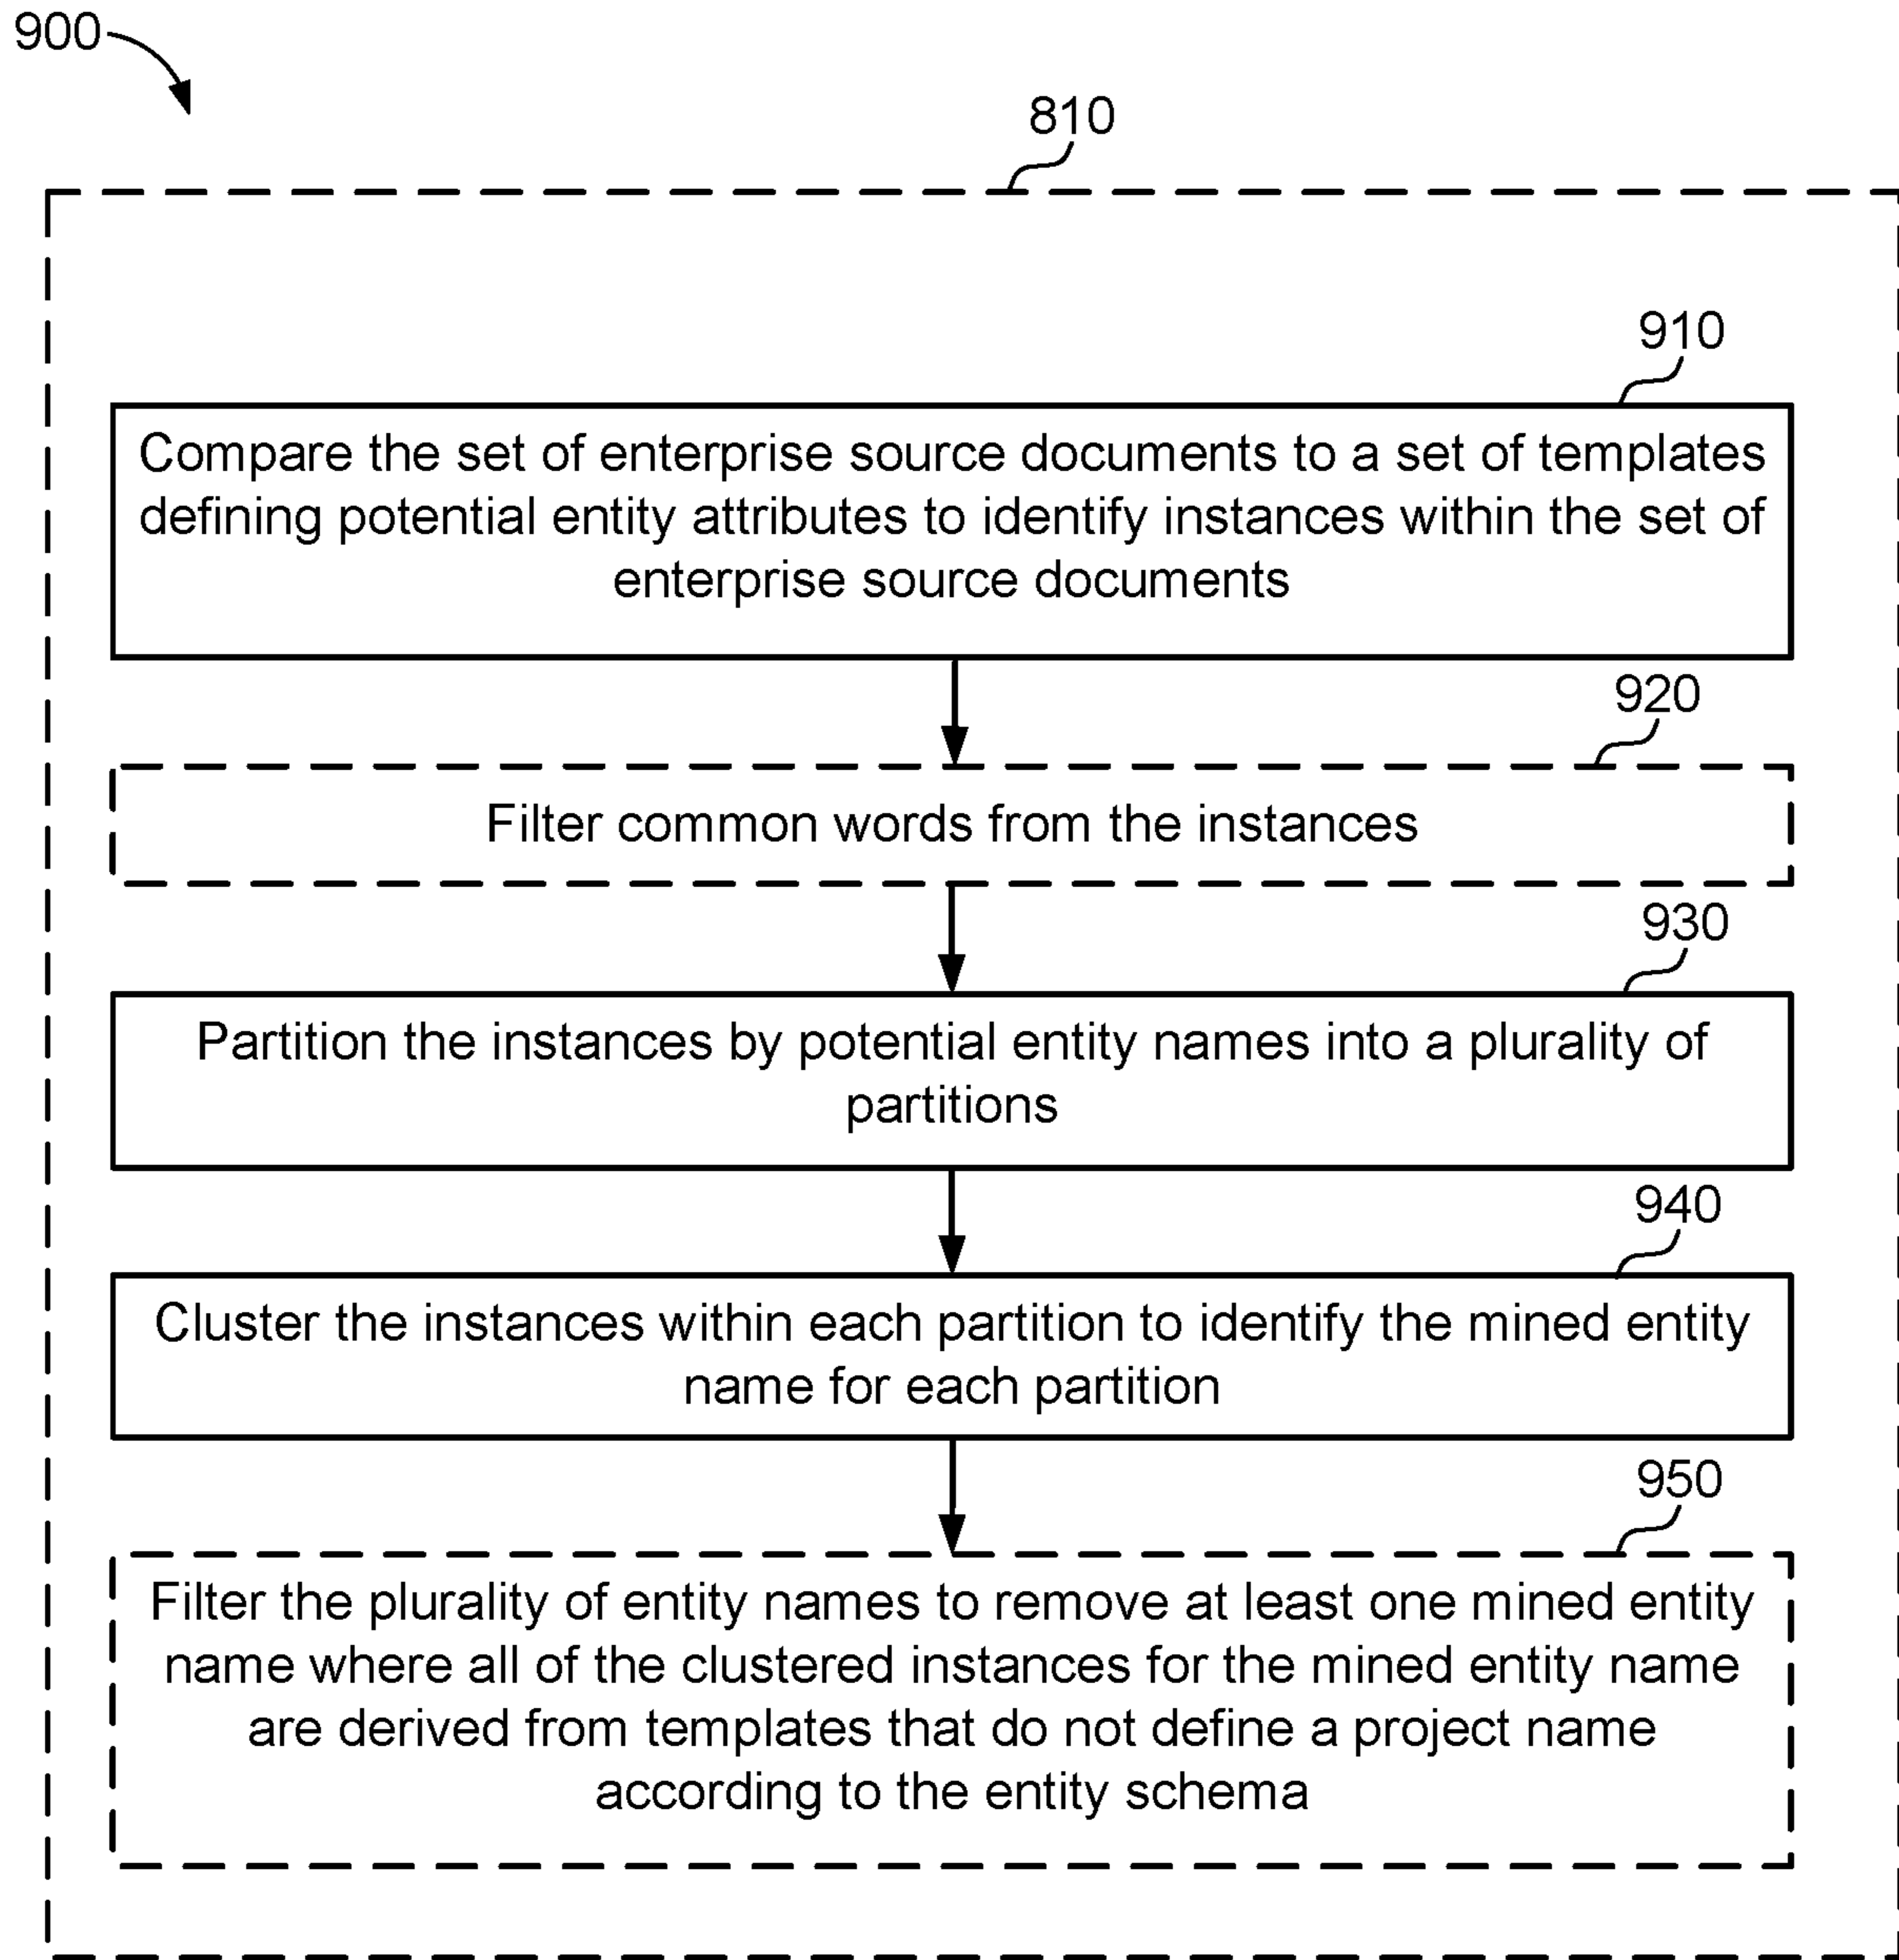 900
810
910
Compare the set of enterprise source documents to a set of templates
defining potential entity attributes to identify instances within the set of
enterprise source documents
920
Filter common words from the instances
930
Partition the instances by potential entity names into a plurality of
partitions
940
Cluster the instances within each partition to identify the mined entity
name for each partition
950
Filter the plurality of entity names to remove at least one mined entity
name where all of the clustered instances for the mined entity name
are derived from templates that do not define a project name
according to the entity schema